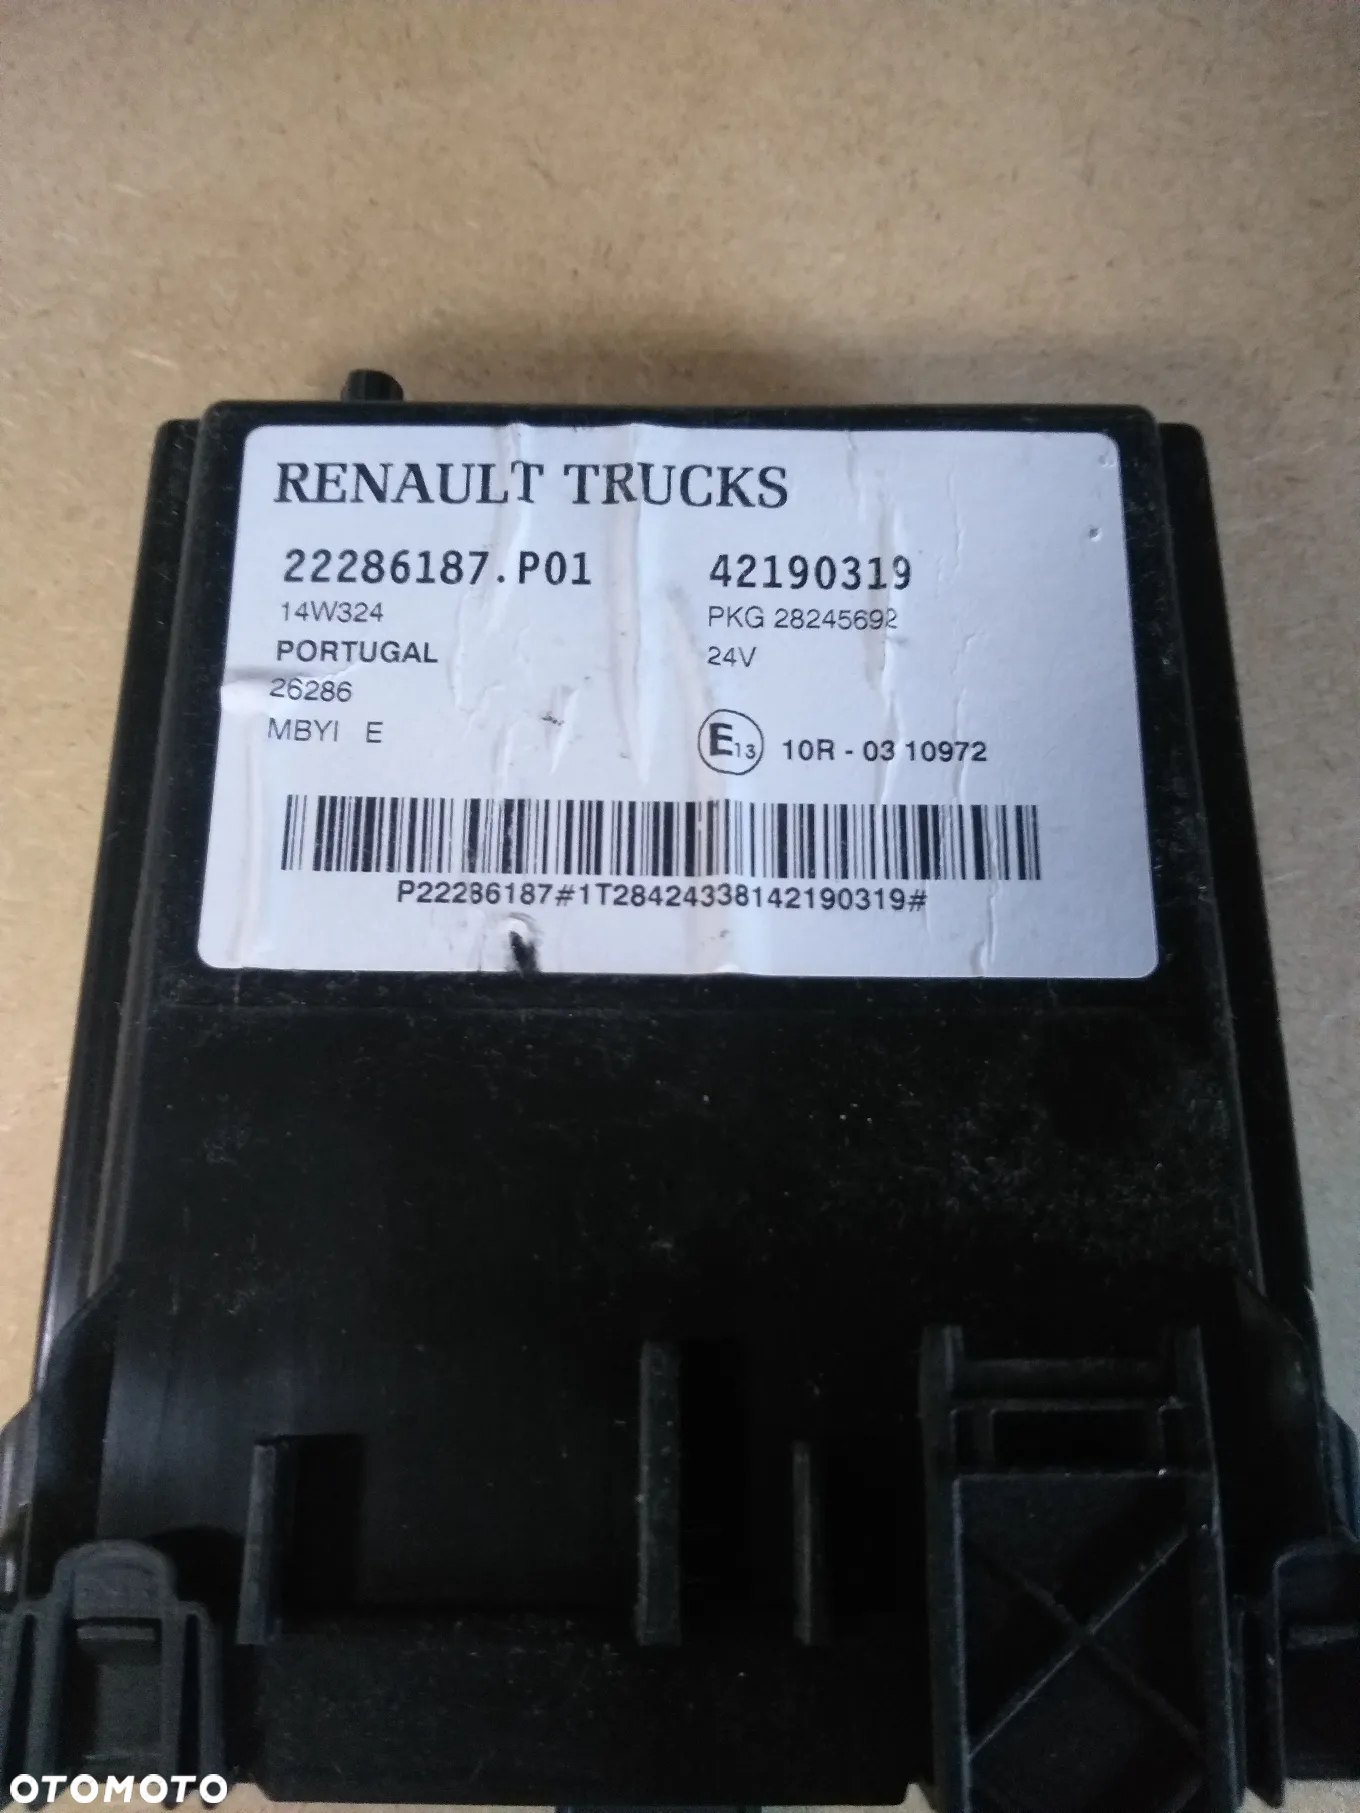 RENAULT TRUCKS
22286187.P01 42190319
14W324 PKG 28245692
PORTUGAL 24V
26286
MBYI E E13 10R - 03 10972
P22286187#1T28424338142190319#
OTOMOTO